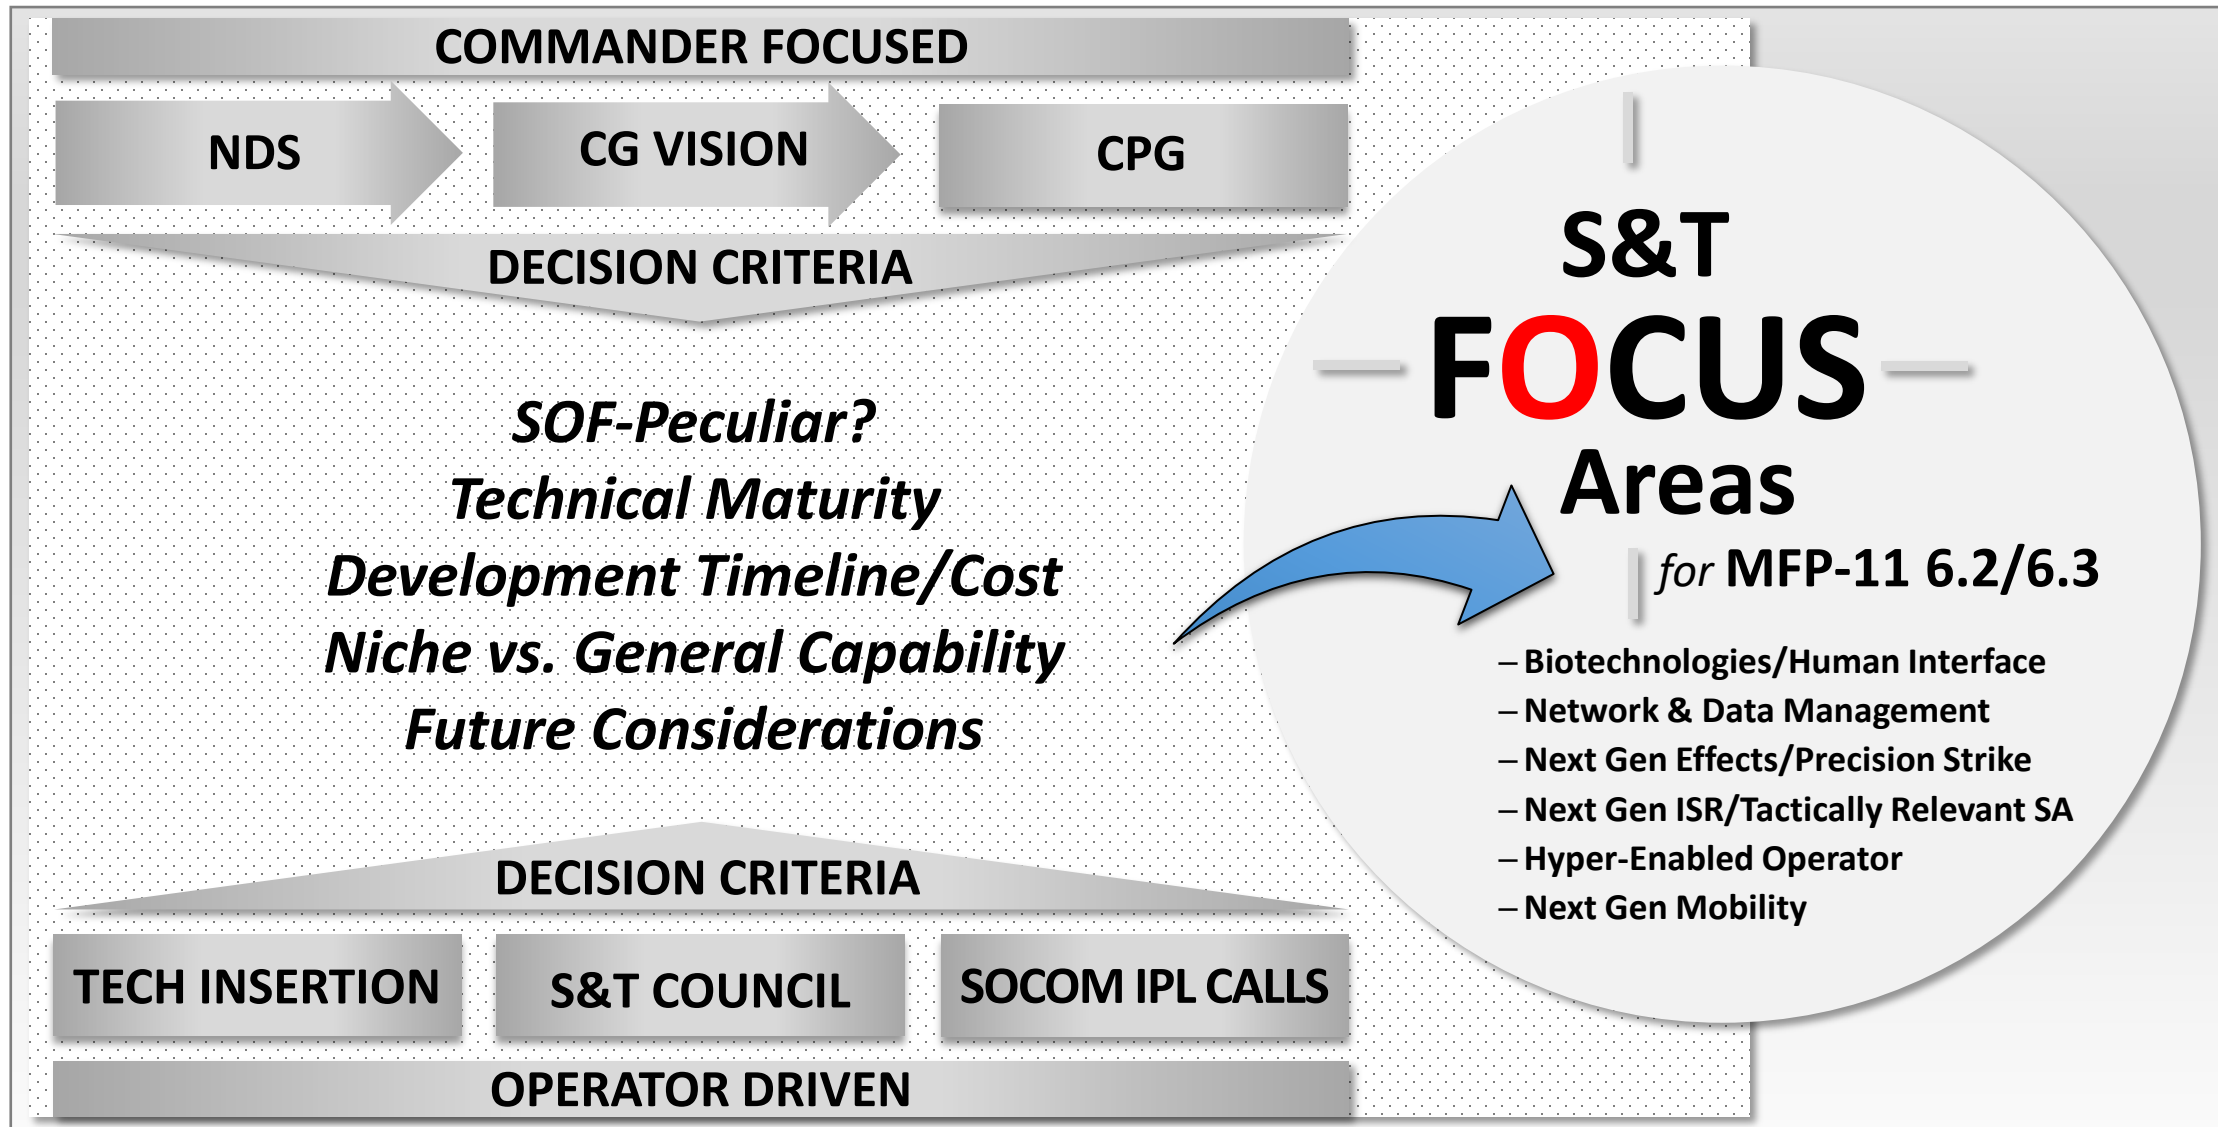 COMMANDER FOCUSED
NDS
CG VISION
CPG
DECISION CRITERIA
SOF-Peculiar?
Technical Maturity
Development Timeline/Cost
Niche vs. General Capability
Future Considerations
DECISION CRITERIA
TECH INSERTION
S&T COUNCIL
SOCOM IPL CALLS
OPERATOR DRIVEN
S&T
FOCUS
Areas
for MFP-11 6.2/6.3
– Biotechnologies/Human Interface
– Network & Data Management
– Next Gen Effects/Precision Strike
– Next Gen ISR/Tactically Relevant SA
– Hyper-Enabled Operator
– Next Gen Mobility